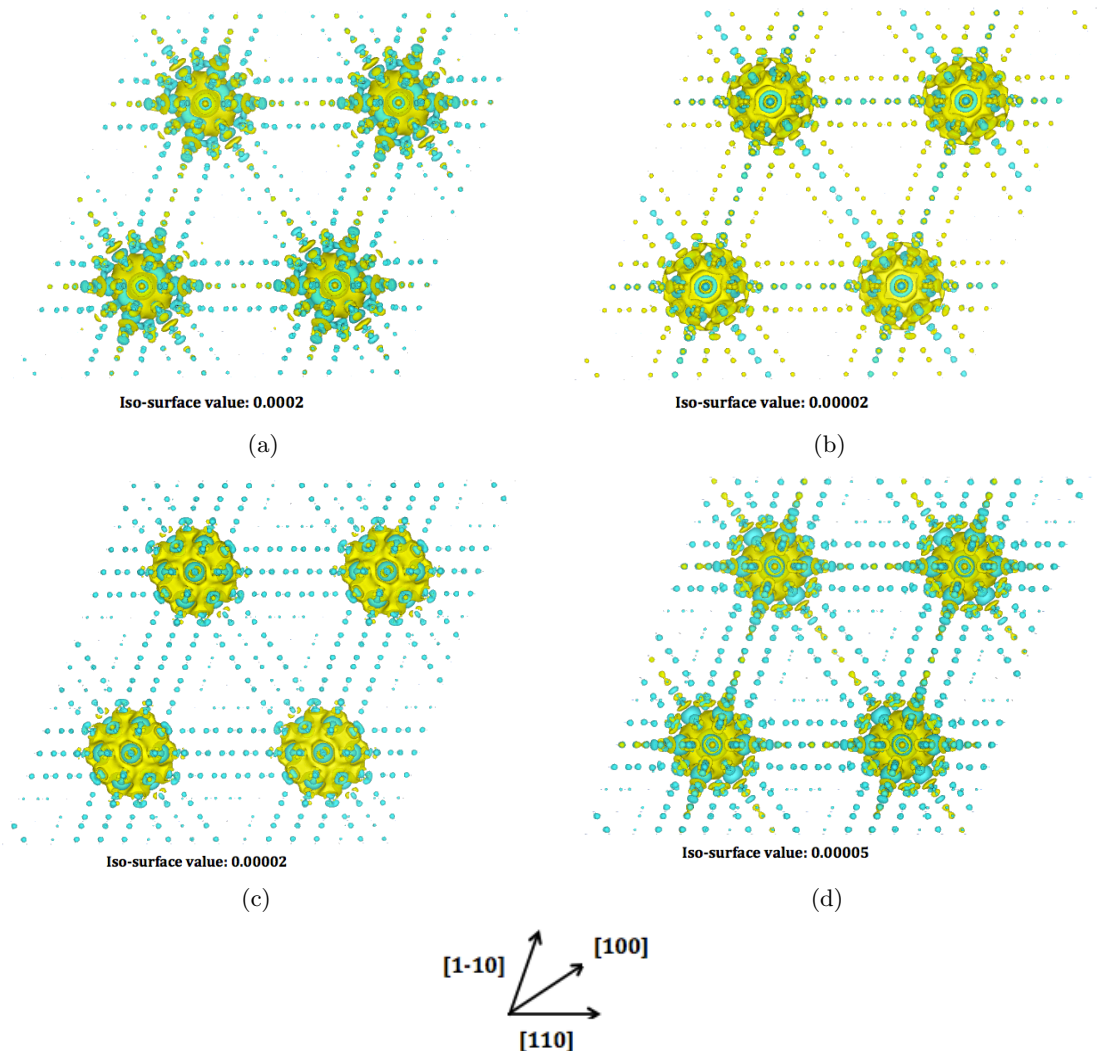 Iso-surface value: 0.0002
Iso-surface value: 0.00002
(a)
(b)
Iso-surface value: 0.00002
Iso-surface value: 0.00005
(c)
(d)
[1-10]
[100]
[110]